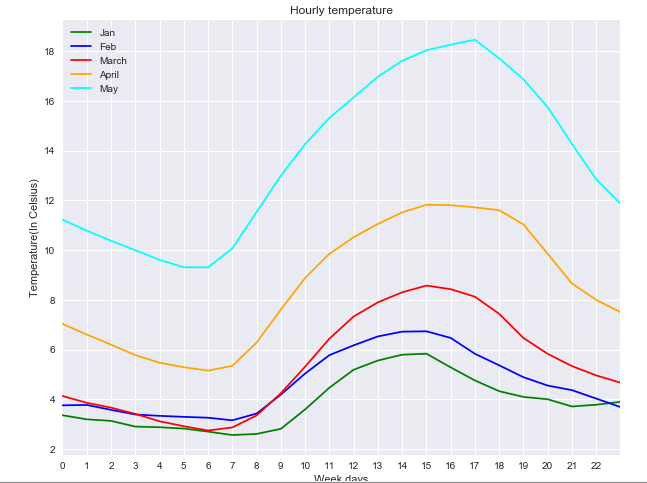 Hourly temperature
Jan
Feb
March
April
May
Temperature(In Celsius)
18
16
14
12
10
8
6
4
2
0 1 2 3 4 5 6 7 8 9 10 11 12 13 14 15 16 17 18 19 20 21 22
Week days